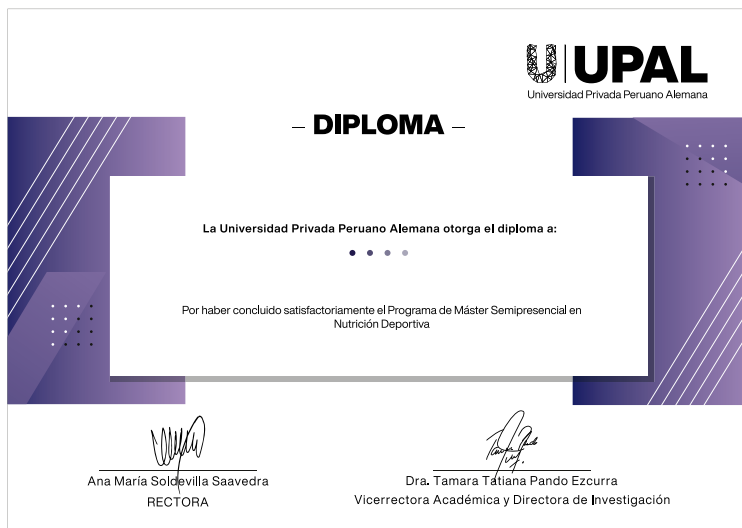 UPAL
Universidad Privada Peruano Alemana
– DIPLOMA –
La Universidad Privada Peruano Alemana otorga el diploma a:
Por haber concluido satisfactoriamente el Programa de Máster Semipresencial en
Nutrición Deportiva
Ana María Soldevilla Saavedra
RECTORA
Dra. Tamara Tatiana Pando Ezcurra
Vicerrectora Académica y Directora de Investigación